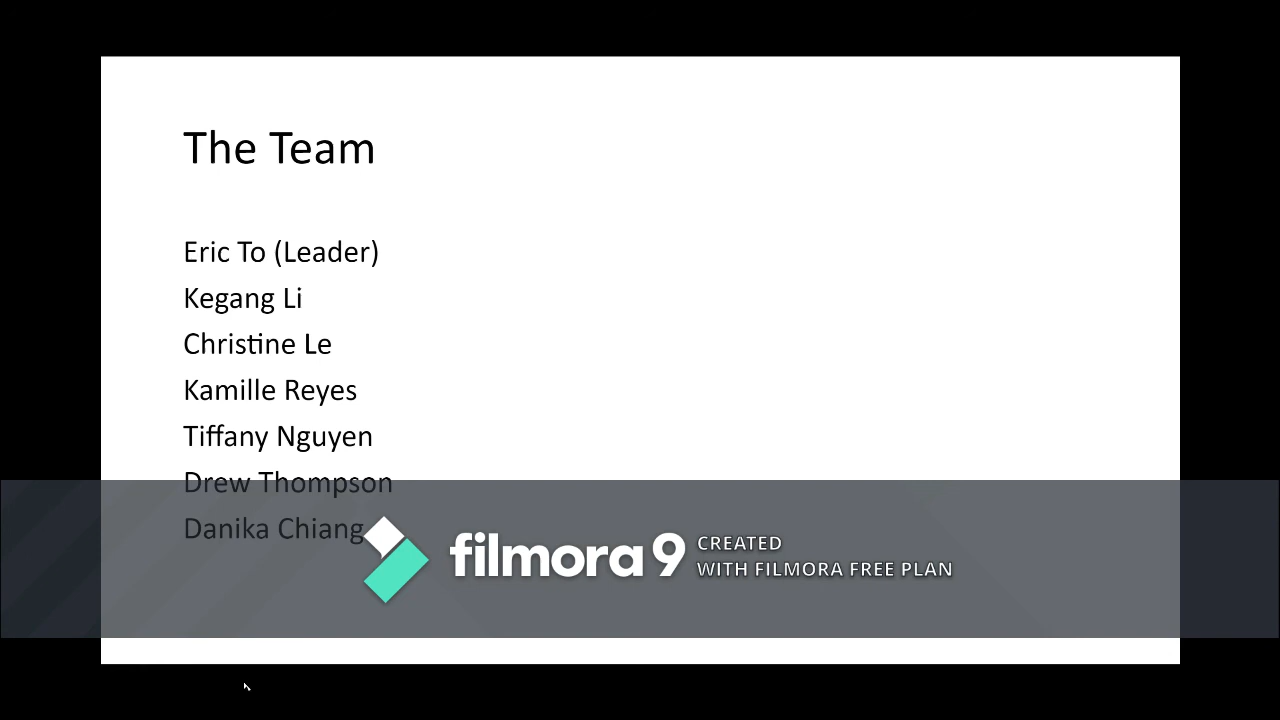 The Team
Eric To (Leader)
Kegang Li
Christine Le
Kamille Reyes
Tiffany Nguyen
Drew Thompson
Danika Chiang
filmora 9
CREATED
WITH FILMORA FREE PLAN